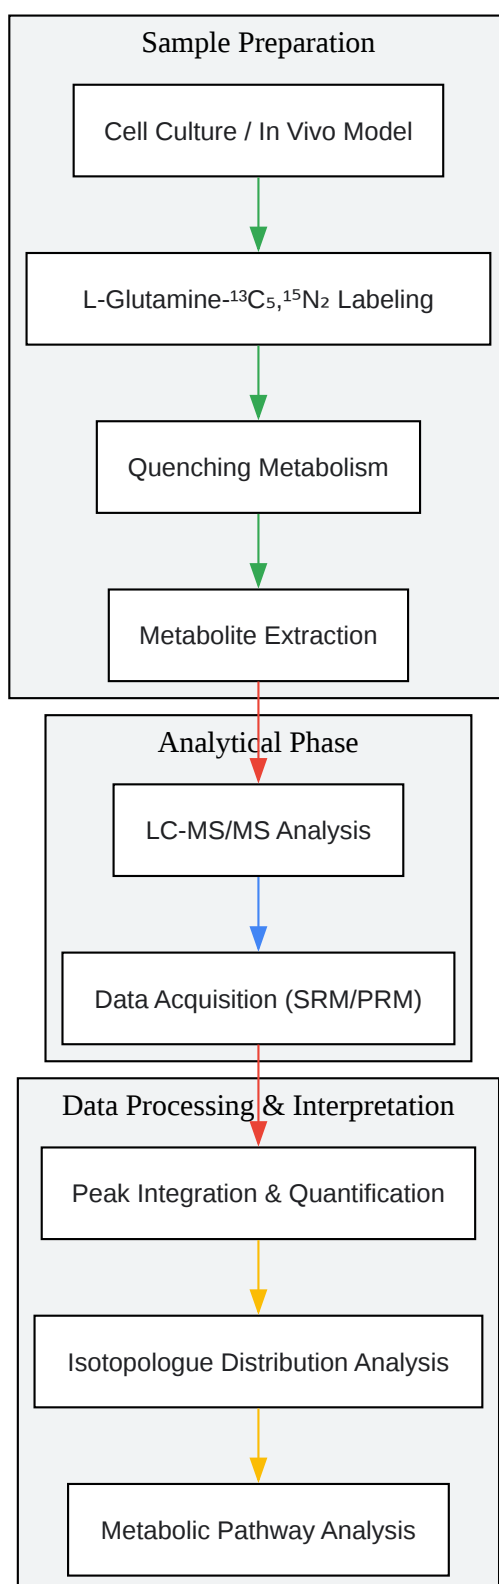 Sample Preparation
Cell Culture / In Vivo Model
L-Glutamine-¹³C₅,¹⁵N₂ Labeling
Quenching Metabolism
Metabolite Extraction
Analytical Phase
LC-MS/MS Analysis
Data Acquisition (SRM/PRM)
Data Processing & Interpretation
Peak Integration & Quantification
Isotopologue Distribution Analysis
Metabolic Pathway Analysis